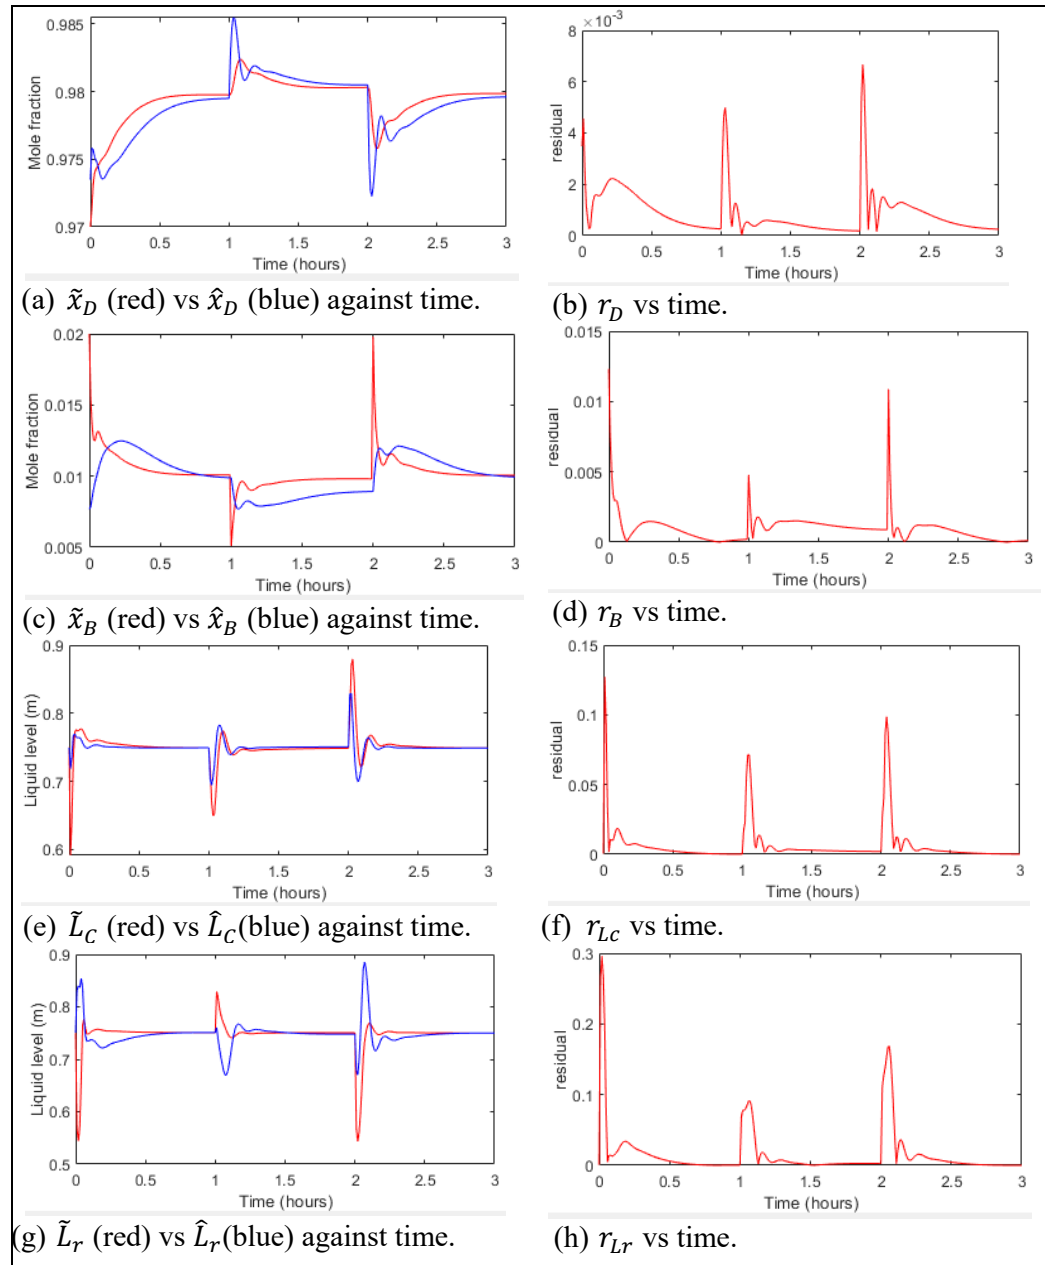 0.985
0.98
0.975
0.97
Mole fraction
0 0.5 1 1.5 2 2.5 3
Time (hours)
(a) x̃_D (red) vs x̂_D (blue) against time.
×10⁻³
8
6
4
2
0
residual
0 0.5 1 1.5 2 2.5 3
Time (hours)
(b) r_D vs time.
0.02
0.015
0.01
0.005
Mole fraction
0 0.5 1 1.5 2 2.5 3
Time (hours)
(c) x̃_B (red) vs x̂_B (blue) against time.
0.015
0.01
0.005
0
residual
0 0.5 1 1.5 2 2.5 3
Time (hours)
(d) r_B vs time.
0.9
0.8
0.7
0.6
Liquid level (m)
0 0.5 1 1.5 2 2.5 3
Time (hours)
(e) L̃_C (red) vs L̂_C(blue) against time.
0.15
0.1
0.05
0
residual
0 0.5 1 1.5 2 2.5 3
Time (hours)
(f) r_Lc vs time.
0.9
0.8
0.7
0.6
0.5
Liquid level (m)
0 0.5 1 1.5 2 2.5 3
Time (hours)
(g) L̃_r (red) vs L̂_r(blue) against time.
0.3
0.2
0.1
0
residual
0 0.5 1 1.5 2 2.5 3
Time (hours)
(h) r_Lr vs time.